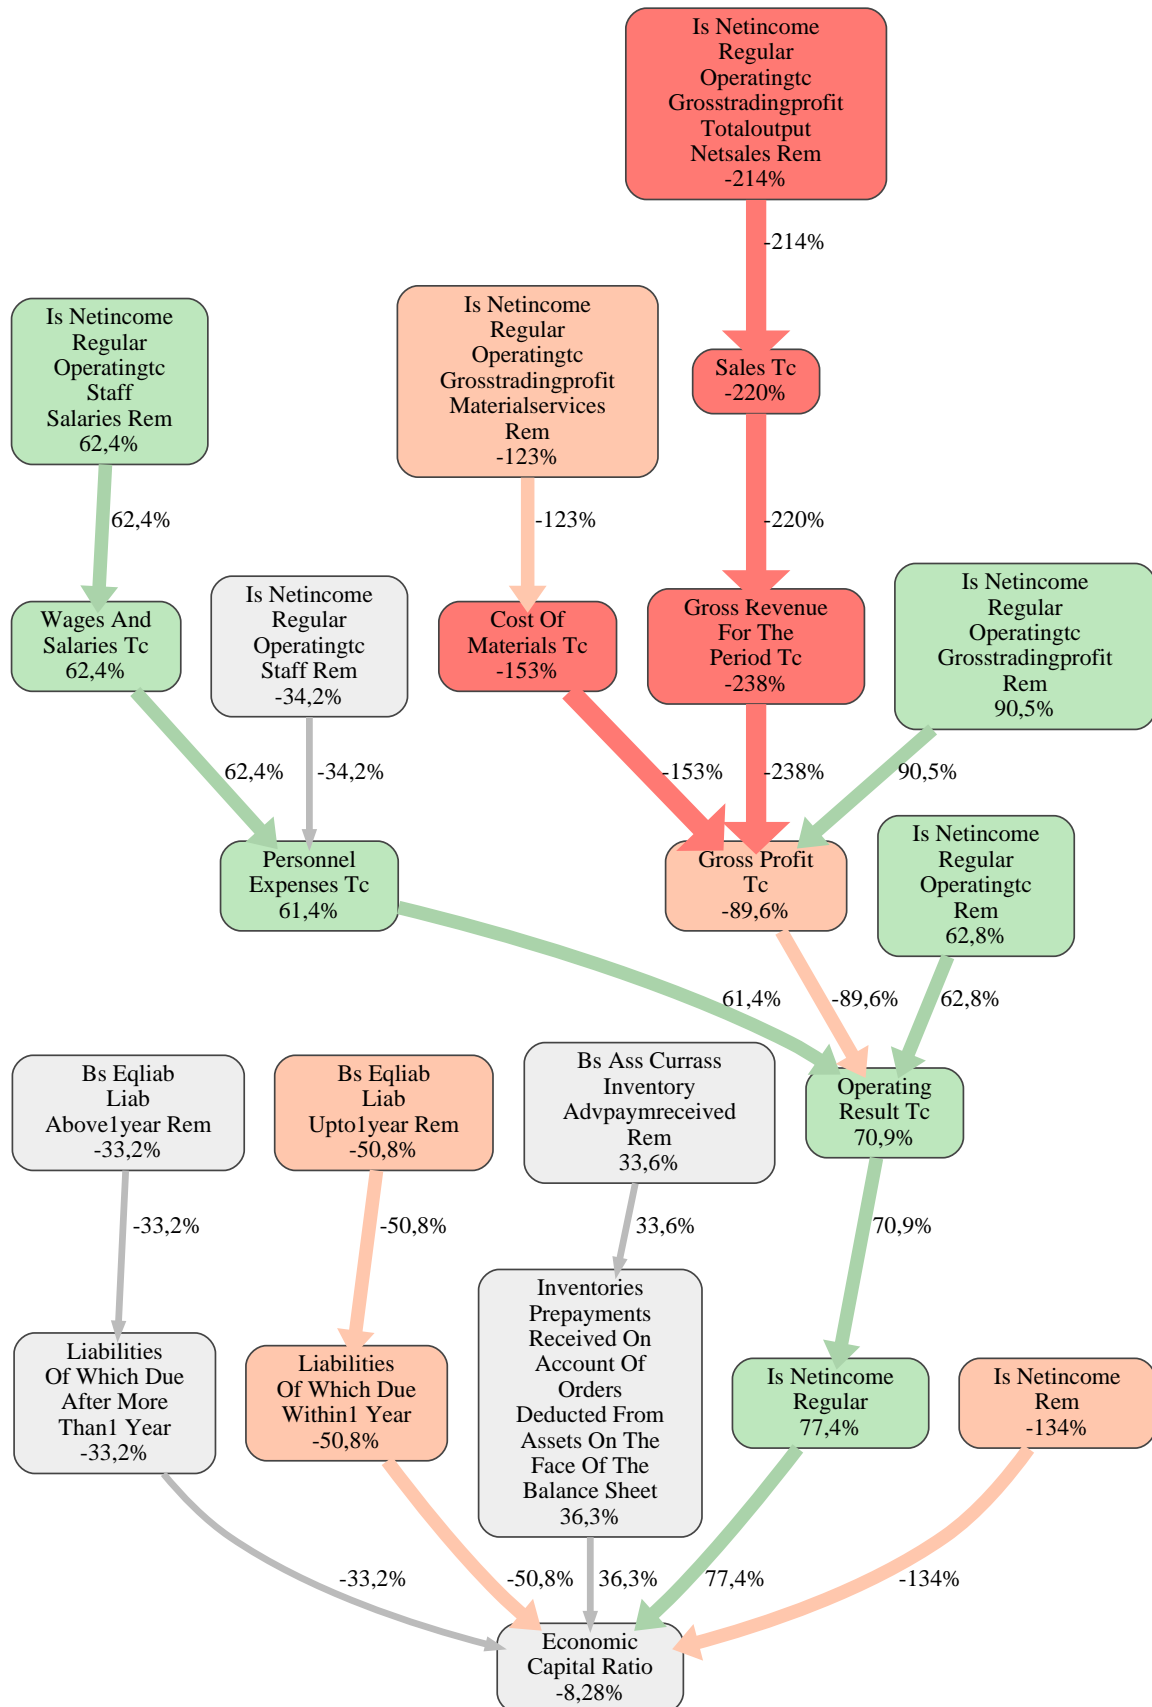 Is Netincome
Regular
Operatingtc
Grosstradingprofit
Totaloutput
Netsales Rem
-214%
-214%
Is Netincome
Regular
Operatingtc
Staff
Salaries Rem
62,4%
Is Netincome
Regular
Operatingtc
Grosstradingprofit
Materialservices
Rem
-123%
Sales Tc
-220%
62,4%
-123%
-220%
Wages And
Salaries Tc
62,4%
Is Netincome
Regular
Operatingtc
Staff Rem
-34,2%
Cost Of
Materials Tc
-153%
Gross Revenue
For The
Period Tc
-238%
Is Netincome
Regular
Operatingtc
Grosstradingprofit
Rem
90,5%
62,4%
-34,2%
-153%
-238%
90,5%
Personnel
Expenses Tc
61,4%
Gross Profit
Tc
-89,6%
Is Netincome
Regular
Operatingtc
Rem
62,8%
61,4%
-89,6%
62,8%
Bs Eqliab
Liab
Above1year Rem
-33,2%
Bs Eqliab
Liab
Upto1year Rem
-50,8%
Bs Ass Currass
Inventory
Advpaymreceived
Rem
33,6%
Operating
Result Tc
70,9%
-33,2%
-50,8%
33,6%
70,9%
Liabilities
Of Which Due
After More
Than1 Year
-33,2%
Liabilities
Of Which Due
Within1 Year
-50,8%
Inventories
Prepayments
Received On
Account Of
Orders
Deducted From
Assets On The
Face Of The
Balance Sheet
36,3%
Is Netincome
Regular
77,4%
Is Netincome
Rem
-134%
-33,2%
-50,8%
36,3%
77,4%
-134%
Economic
Capital Ratio
-8,28%